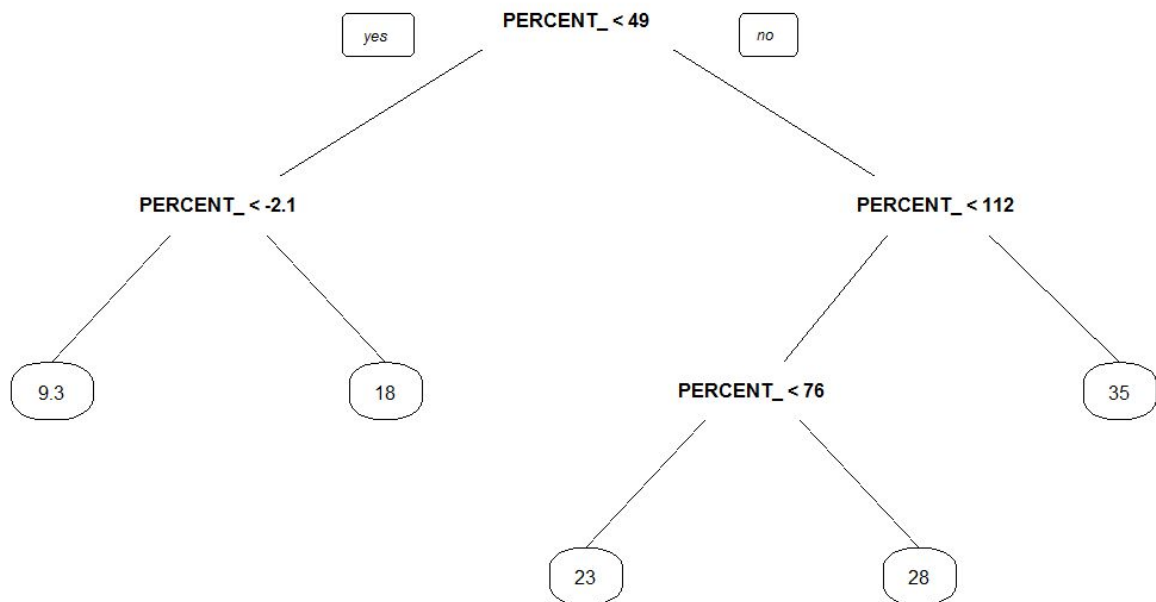 PERCENT_ < 49
yes
no
PERCENT_ < -2.1
PERCENT_ < 112
9.3
18
PERCENT_ < 76
35
23
28